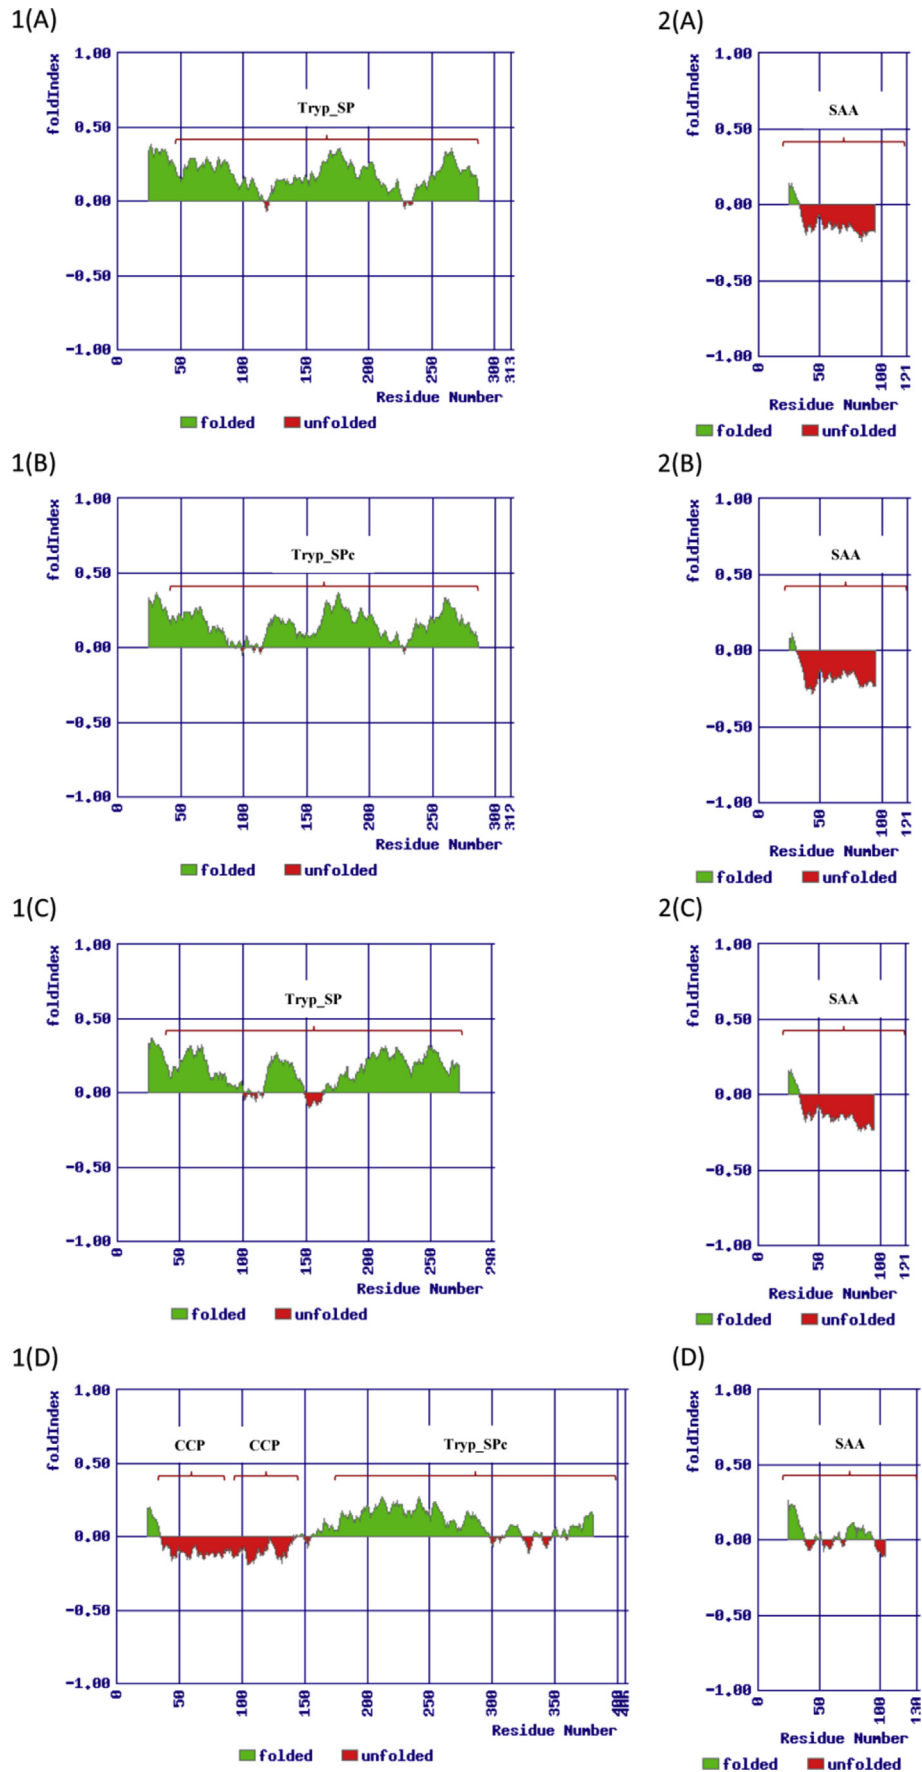 1(A)
1.00
foldIndex
Tryp_SP
0.50
0.00
-0.50
-1.00
0
50
100
150
200
250
300
313
Residue Number
folded
unfolded
2(A)
1.00
foldIndex
SAA
0.50
0.00
-0.50
-1.00
0
50
100
121
Residue Number
folded
unfolded
1(B)
1.00
foldIndex
Tryp_SPc
0.50
0.00
-0.50
-1.00
0
50
100
150
200
250
300
312
Residue Number
folded
unfolded
2(B)
1.00
foldIndex
SAA
0.50
0.00
-0.50
-1.00
0
50
100
121
Residue Number
folded
unfolded
1(C)
1.00
foldIndex
Tryp_SP
0.50
0.00
-0.50
-1.00
0
50
100
150
200
250
298
Residue Number
folded
unfolded
2(C)
1.00
foldIndex
SAA
0.50
0.00
-0.50
-1.00
0
50
100
121
Residue Number
folded
unfolded
1(D)
1.00
foldIndex
CCP
CCP
Tryp_SPc
0.50
0.00
-0.50
-1.00
0
50
100
150
200
250
300
350
Residue Number
folded
unfolded
(D)
1.00
foldIndex
SAA
0.50
0.00
-0.50
-1.00
0
50
100
130
Residue Number
folded
unfolded